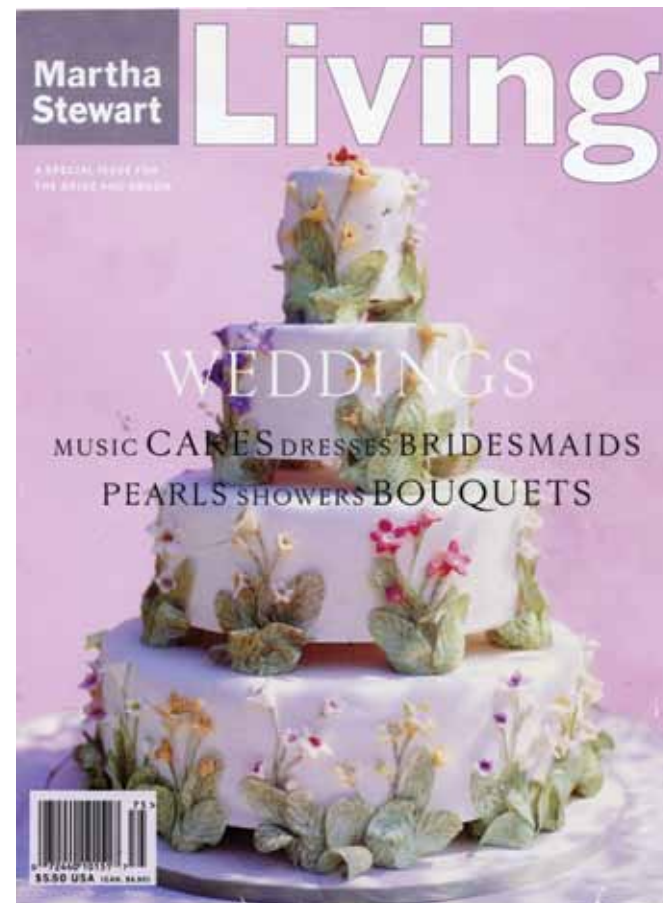 Martha
Stewart
Living
A SPECIAL ISSUE FOR
THE BRIDE AND GROOM
WEDDINGS
MUSIC CAKES DRESSES BRIDESMAIDS
PEARLS SHOWERS BOUQUETS
73>
$5.50 USA